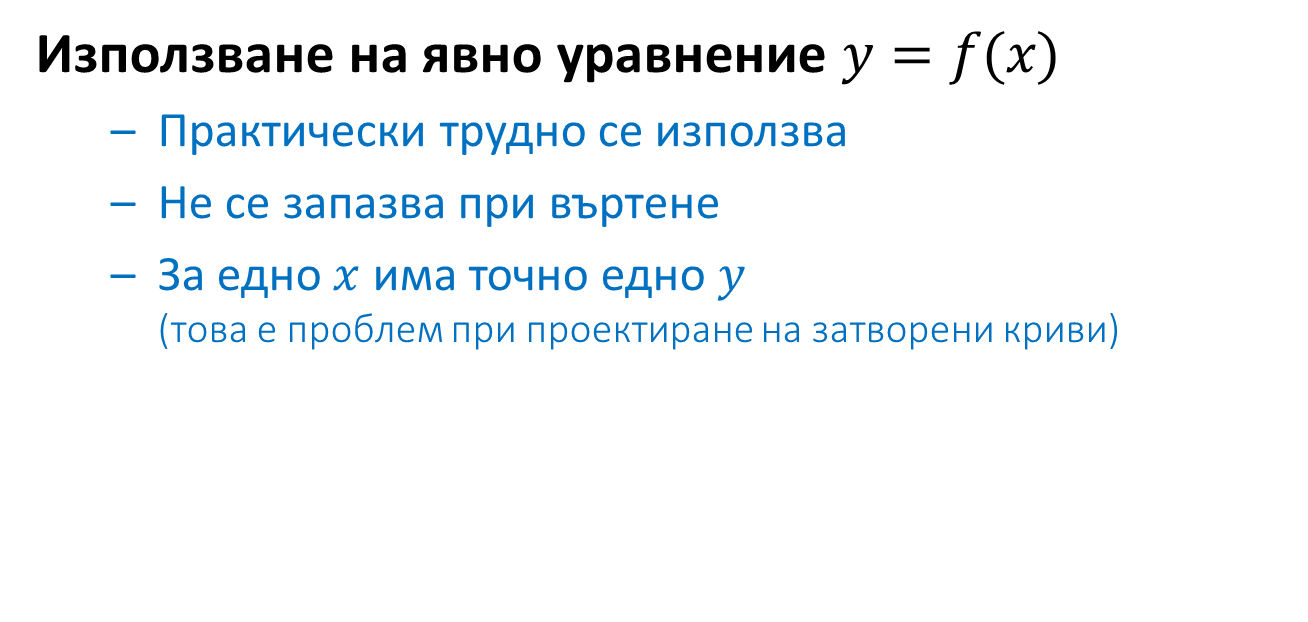 Използване на явно уравнение y = f(x)
– Практически трудно се използва
– Не се запазва при въртене
– За едно x има точно едно y
(това е проблем при проектиране на затворени криви)